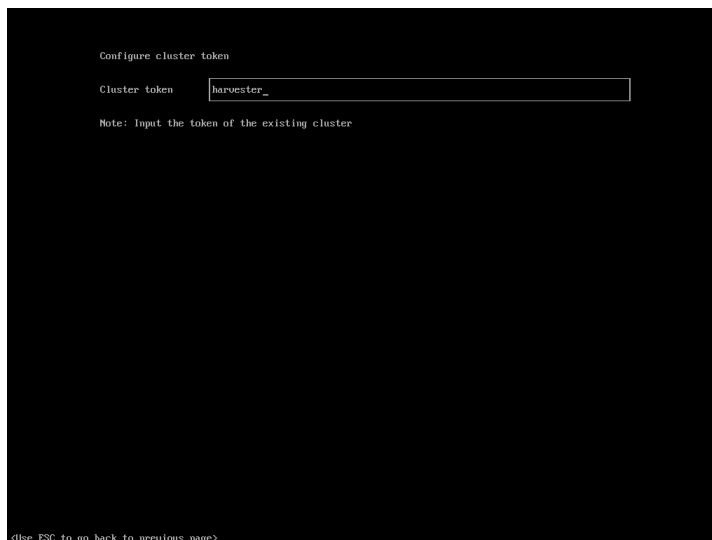 Configure cluster token
Cluster token harvester_
Note: Input the token of the existing cluster
<Use ESC to go back to previous page>